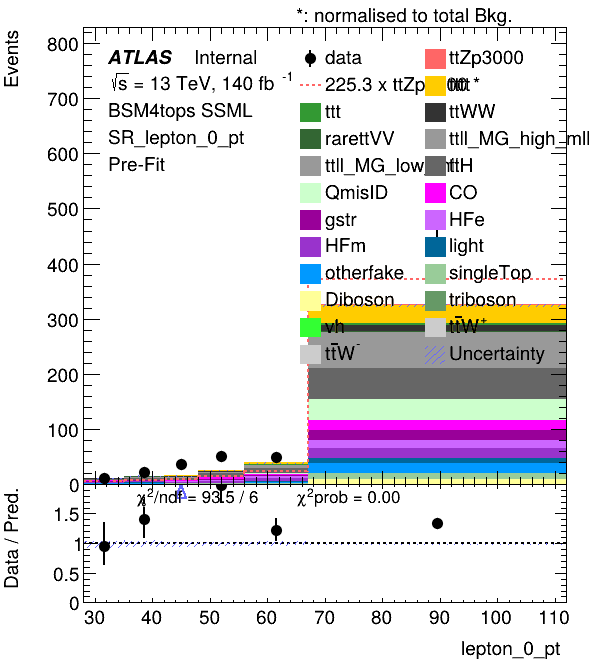 *: normalised to total Bkg.
Events
ATLAS Internal
√s = 13 TeV, 140 fb⁻¹
BSM4tops SSML
SR_lepton_0_pt
Pre-Fit
data
ttZp3000
225.3 x ttZp
tttt *
ttt
ttWW
rarettVV
ttll_MG_high_mll
ttll_MG_low_
ttH
QmisID
CO
gstr
HFe
HFm
light
otherfake
singleTop
Diboson
triboson
vh
tt̄W⁺
tt̄W⁻
Uncertainty
800
700
600
500
400
300
200
100
0
χ²/ndf = 93.5 / 6 χ²prob = 0.00
Data / Pred.
1.5
1
0.5
0
30 40 50 60 70 80 90 100 110
lepton_0_pt